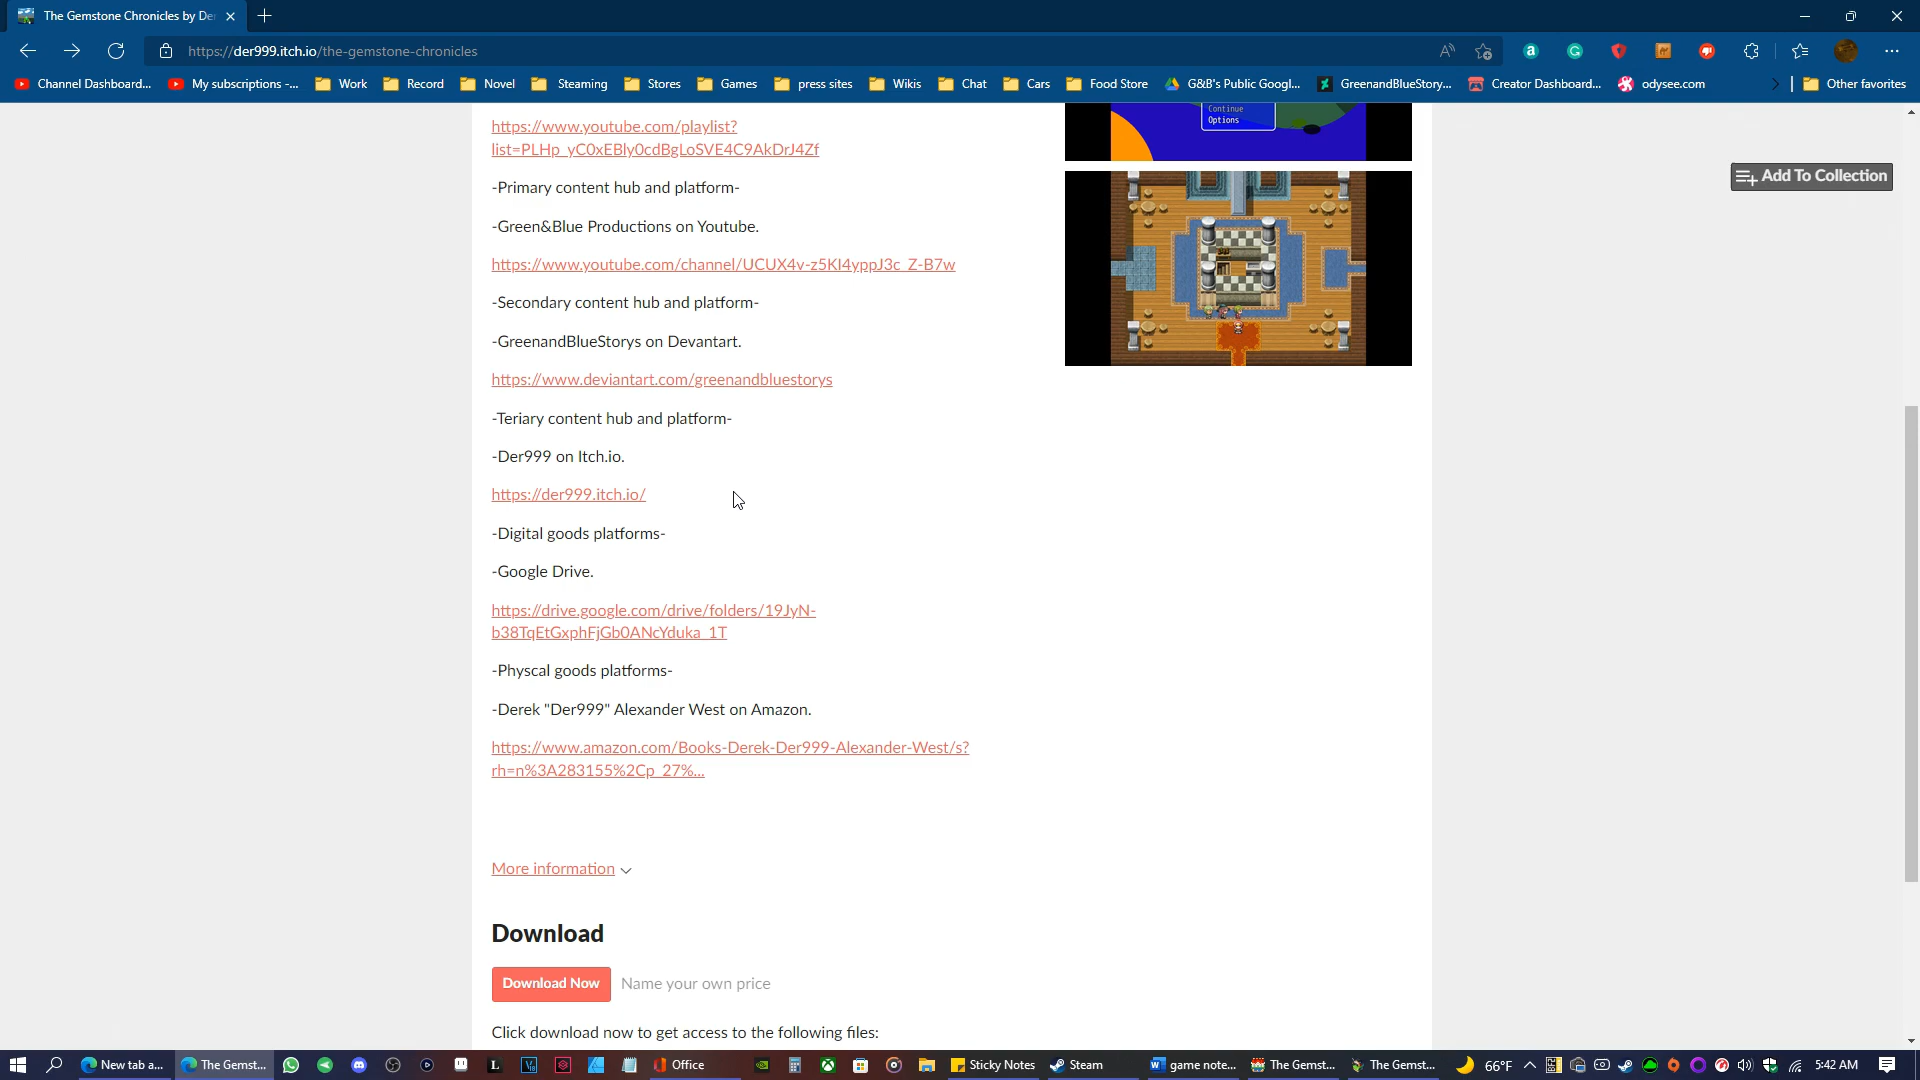 The Gemstone Chronicles by Der
https://der999.itch.io/the-gemstone-chronicles
Channel Dashboard...
My subscriptions -...
Work
Record
Novel
Steaming
Stores
Games
press sites
Wikis
Chat
Cars
Food Store
G&B's Public Googl...
GreenandBlueStory...
Creator Dashboard...
odysee.com
Other favorites
https://www.youtube.com/playlist?
list=PLHp_yC0xEBly0cdBgLoSVE4C9AkDrJ4Zf
-Primary content hub and platform-
-Green&Blue Productions on Youtube.
https://www.youtube.com/channel/UCUX4v-z5KI4yppJ3c_Z-B7w
-Secondary content hub and platform-
-GreenandBlueStorys on Devantart.
https://www.deviantart.com/greenandbluestorys
-Teriary content hub and platform-
-Der999 on Itch.io.
https://der999.itch.io/
-Digital goods platforms-
-Google Drive.
https://drive.google.com/drive/folders/19JyN-
b38TqEtGxphFjGb0ANcYduka_1T
-Physcal goods platforms-
-Derek "Der999" Alexander West on Amazon.
https://www.amazon.com/Books-Derek-Der999-Alexander-West/s?
rh=n%3A283155%2Cp_27%...
More information
Download
Download Now
Name your own price
Click download now to get access to the following files:
Continue
Options
Add To Collection
New tab a...
The Gemst...
Office
Sticky Notes
Steam
game note...
The Gemst...
The Gemst...
66°F
5:42 AM